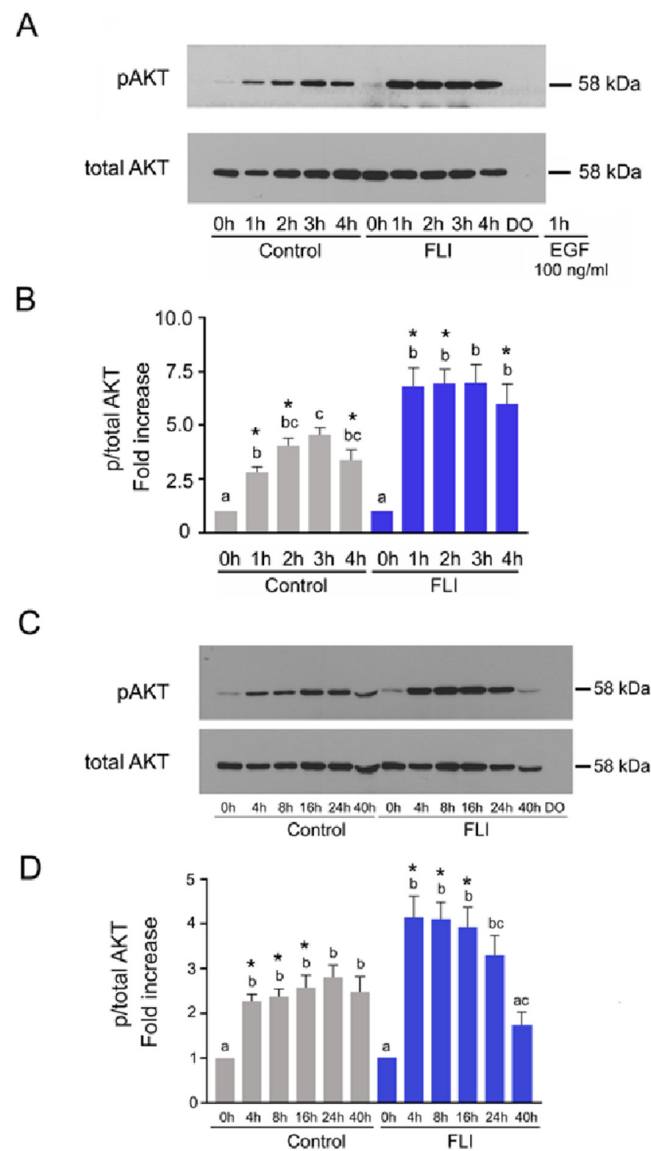 A
pAKT
58 kDa
total AKT
58 kDa
0h 1h 2h 3h 4h 0h 1h 2h 3h 4h DO 1h
Control FLI EGF
100 ng/ml
B
p/total AKT
Fold increase
10.0
7.5
5.0
2.5
0
a
* b
* bc
c
* bc
a
* b
* b
b
* b
0h 1h 2h 3h 4h 0h 1h 2h 3h 4h
Control FLI
C
pAKT
58 kDa
total AKT
58 kDa
0h 4h 8h 16h 24h 40h 0h 4h 8h 16h 24h 40h DO
Control FLI
D
p/total AKT
Fold increase
5
4
3
2
1
0
a
* b
* b
* b
b
b
a
* b
* b
* b
bc
ac
0h 4h 8h 16h 24h 40h 0h 4h 8h 16h 24h 40h
Control FLI